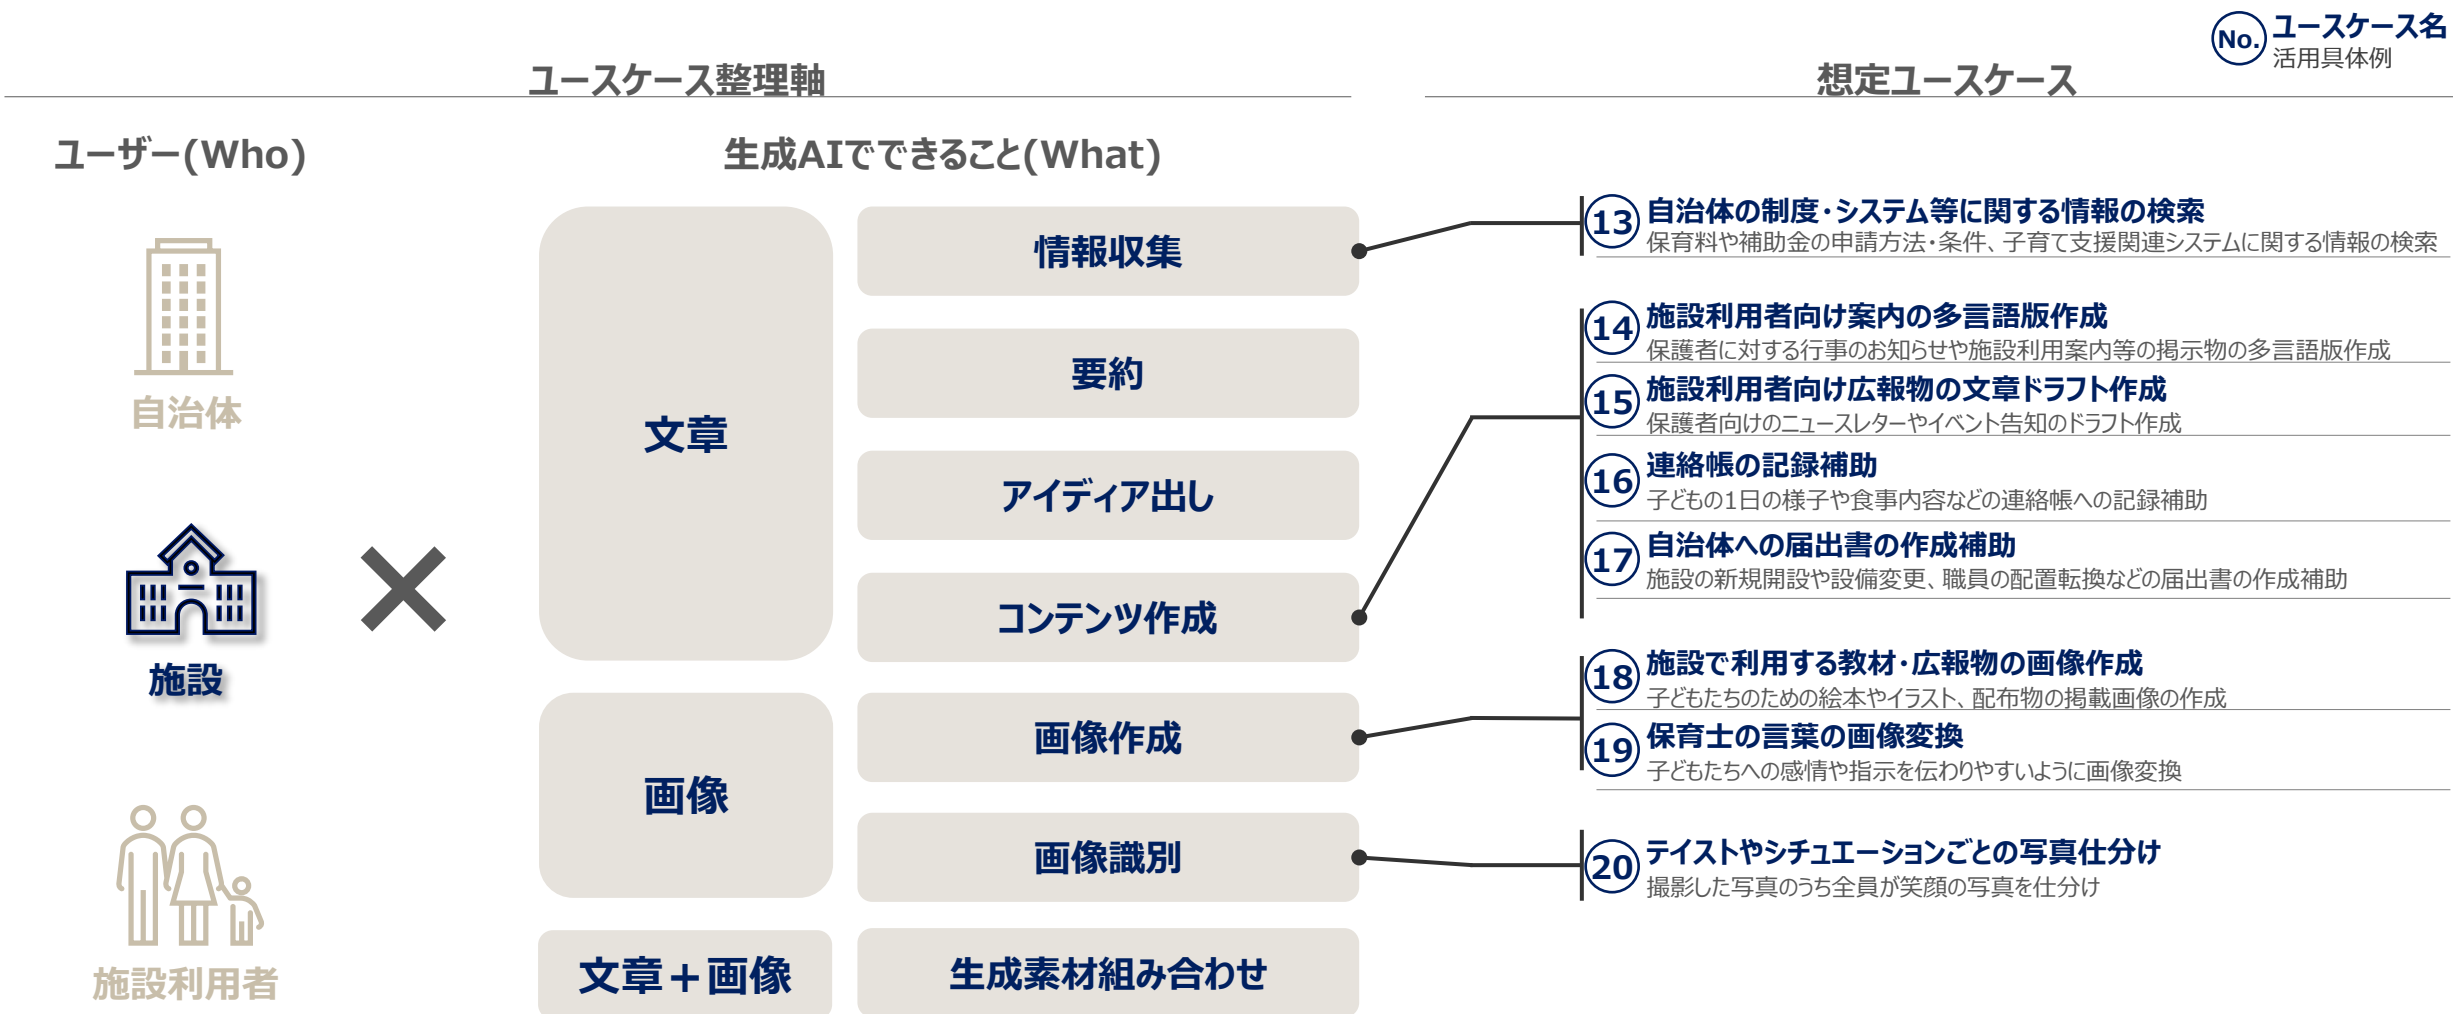 No.
ユースケース名
活用具体例
ユースケース整理軸
想定ユースケース
ユーザー(Who)
生成AIでできること(What)
自治体
施設
施設利用者
文章
情報収集
要約
アイディア出し
コンテンツ作成
画像
画像作成
画像識別
文章＋画像
生成素材組み合わせ
13
自治体の制度・システム等に関する情報の検索
保育料や補助金の申請方法・条件、子育て支援関連システムに関する情報の検索
14
施設利用者向け案内の多言語版作成
保護者に対する行事のお知らせや施設利用案内等の掲示物の多言語版作成
15
施設利用者向け広報物の文章ドラフト作成
保護者向けのニュースレターやイベント告知のドラフト作成
16
連絡帳の記録補助
子どもの1日の様子や食事内容などの連絡帳への記録補助
17
自治体への届出書の作成補助
施設の新規開設や設備変更、職員の配置転換などの届出書の作成補助
18
施設で利用する教材・広報物の画像作成
子どもたちのための絵本やイラスト、配布物の掲載画像の作成
19
保育士の言葉の画像変換
子どもたちへの感情や指示を伝わりやすいように画像変換
20
テイストやシチュエーションごとの写真仕分け
撮影した写真のうち全員が笑顔の写真を仕分け